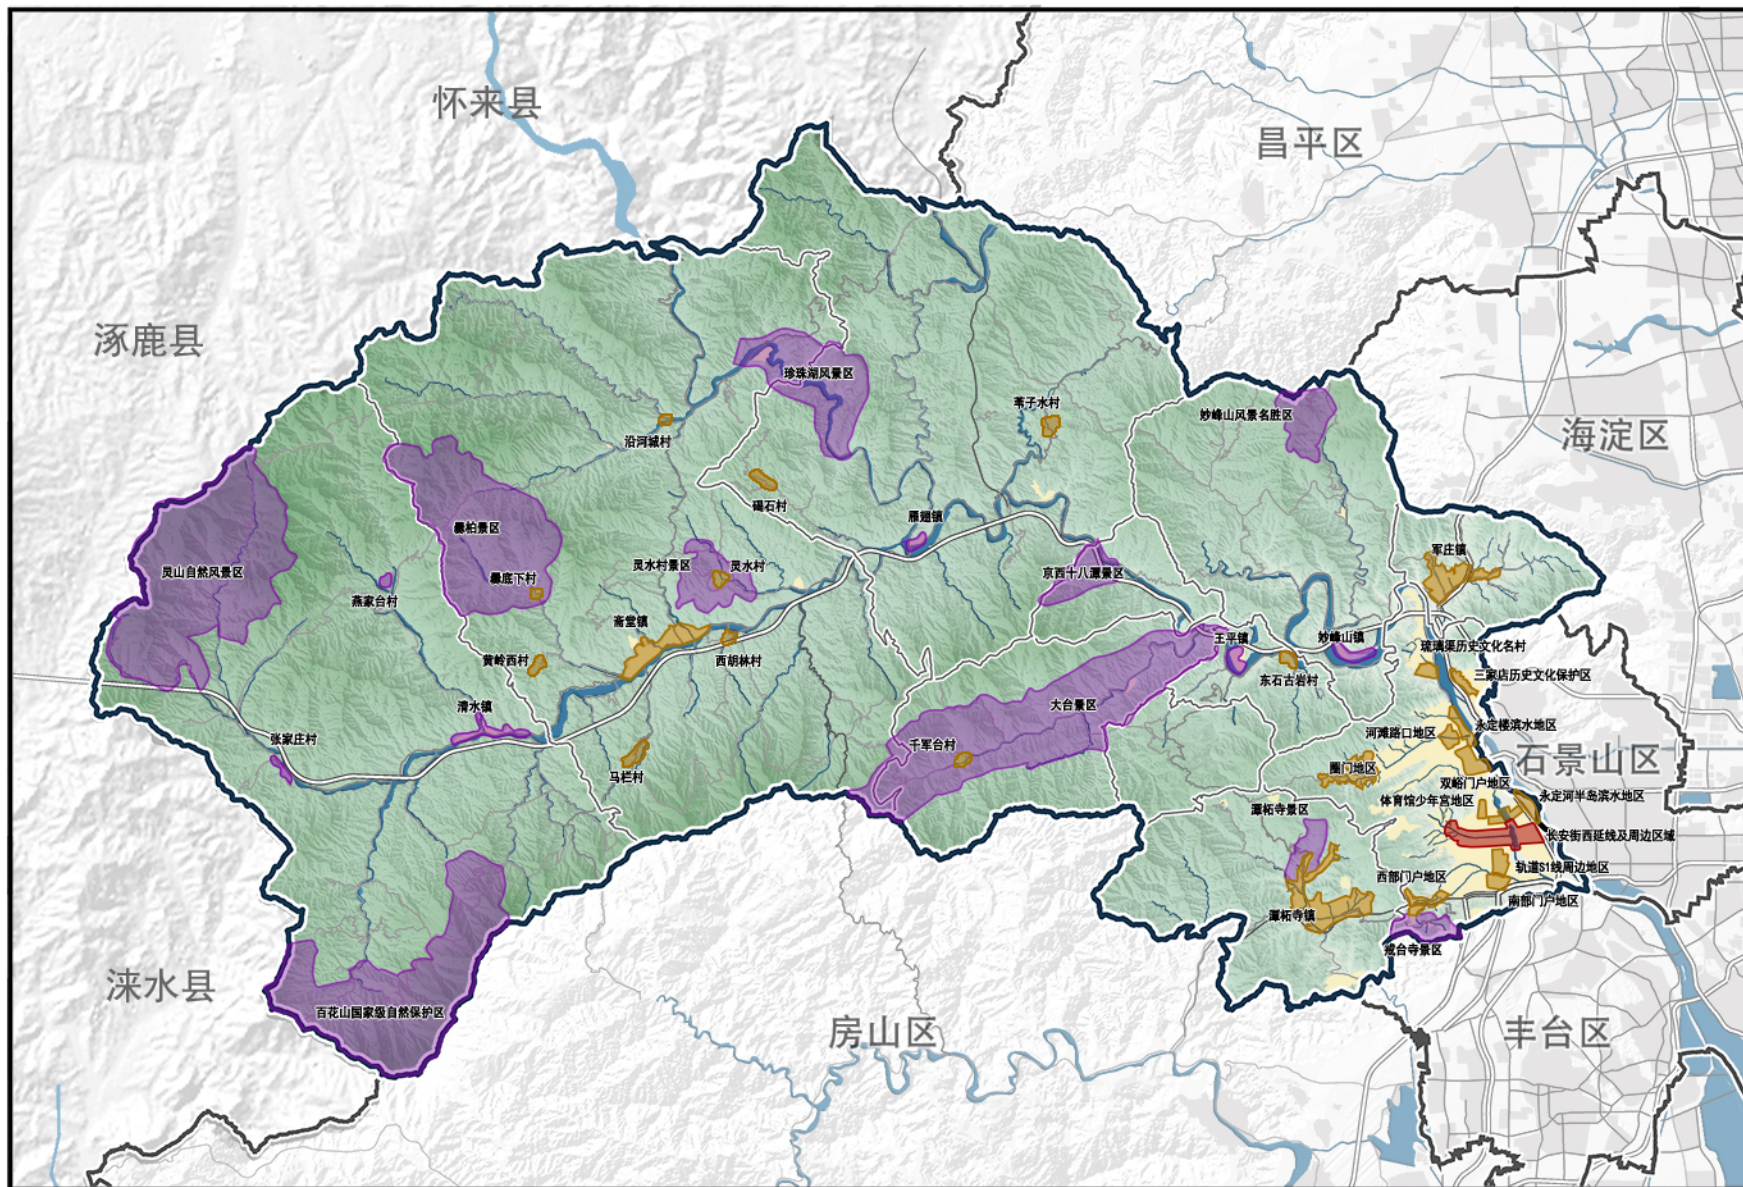 怀来县
昌平区
涿鹿县
珍珠湖风景区
苇子水村
妙峰山风景名胜区
沿河城村
海淀区
碣石村
雁翅镇
爨柏景区
军庄镇
灵山自然风景区
灵水村景区
灵水村
京西十八潭景区
爨底下村
燕家台村
斋堂镇
王平镇
妙峰山镇
琉璃渠历史文化名村
黄岭西村
西胡林村
三家店历史文化保护区
东石古岩村
清水镇
大台景区
永定楼滨水地区
张家庄村
千军台村
河滩路口地区
石景山区
马栏村
圈门地区
双峪门户地区
永定河半岛滨水地区
体育馆少年宫地区
潭柘寺景区
长安街西延线及周边区域
轨道S1线周边地区
西部门户地区
南部门户地区
潭柘寺镇
戒台寺景区
涞水县
百花山国家级自然保护区
房山区
丰台区